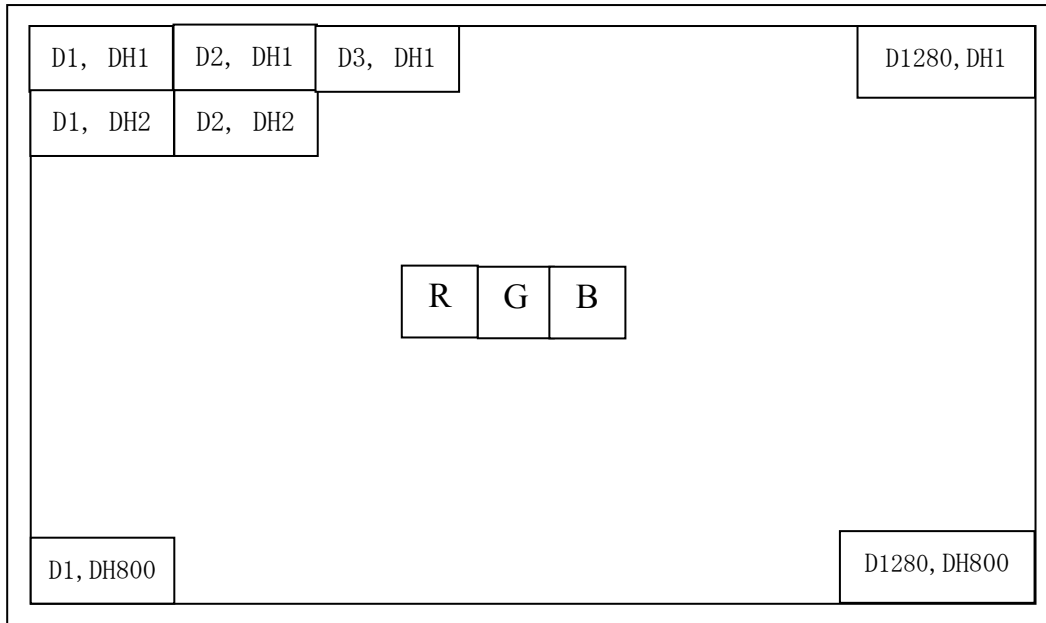 D1, DH1 D2, DH1 D3, DH1 D1280,DH1
D1, DH2 D2, DH2
R G B
D1,DH800 D1280,DH800